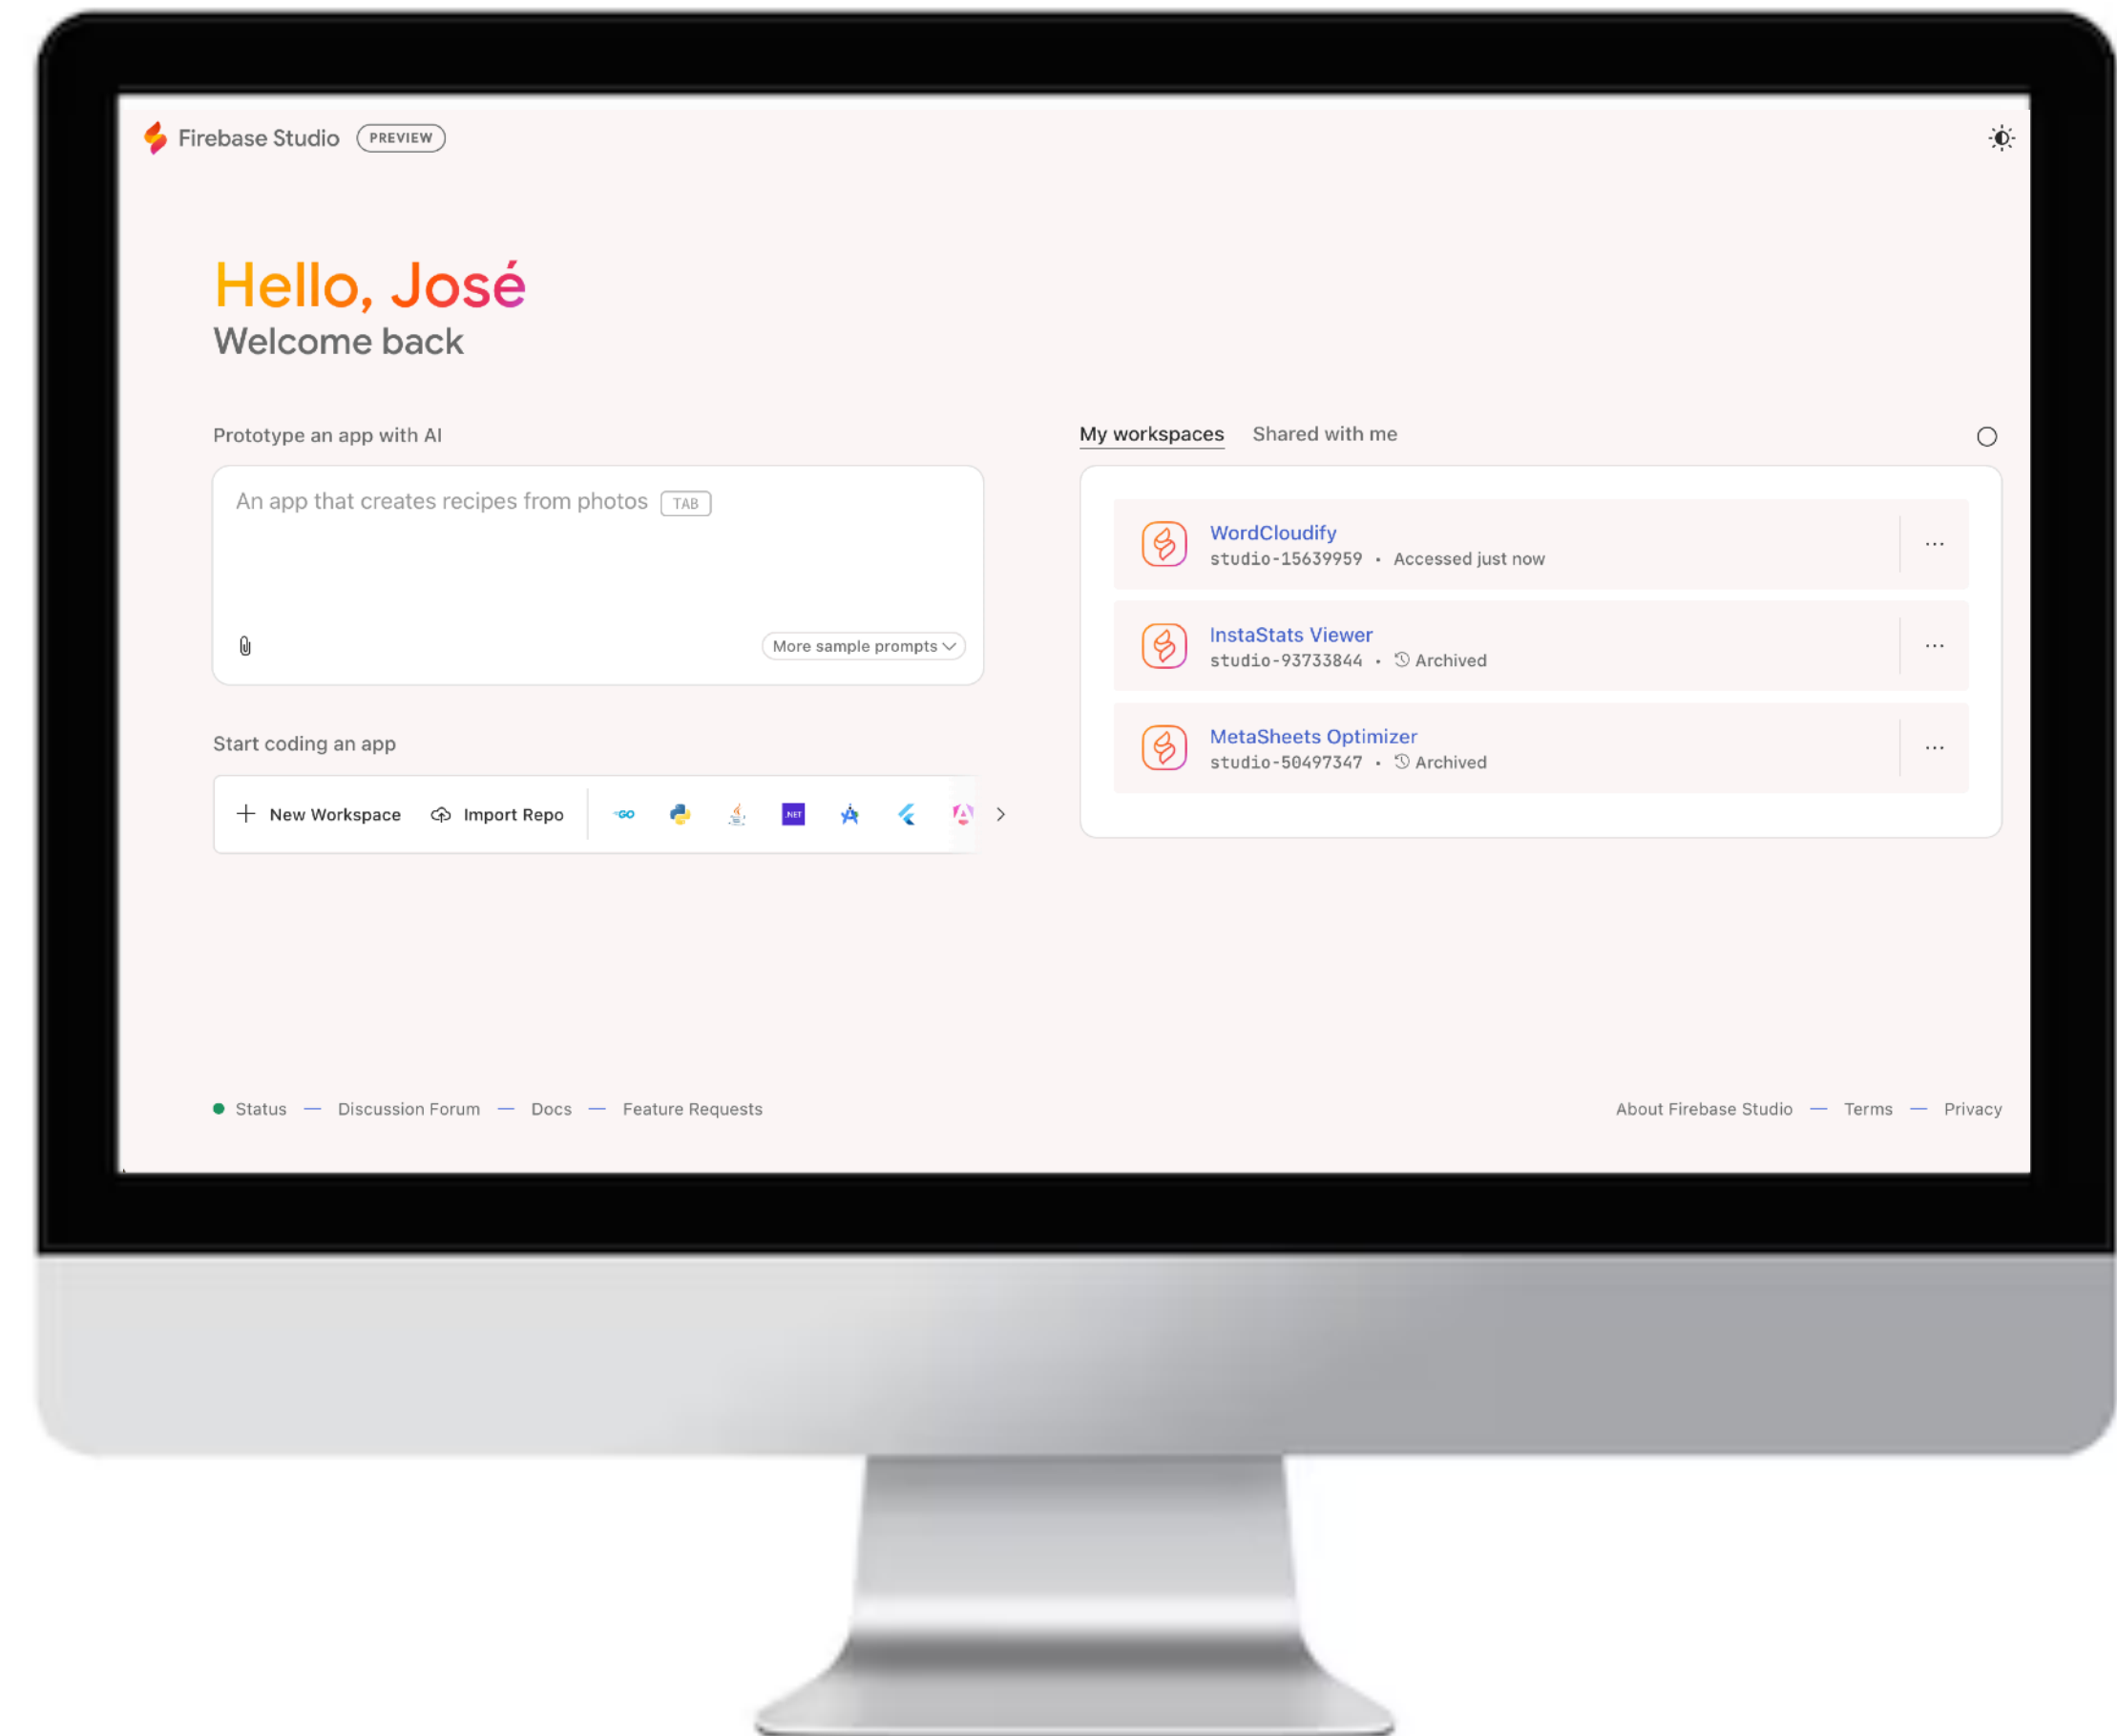 Firebase Studio PREVIEW
Hello, José
Welcome back
Prototype an app with AI
An app that creates recipes from photos TAB
More sample prompts
Start coding an app
New Workspace Import Repo GO .NET
My workspaces Shared with me
WordCloudify
studio-15639959 • Accessed just now
InstaStats Viewer
studio-93733844 • Archived
MetaSheets Optimizer
studio-50497347 • Archived
Status — Discussion Forum — Docs — Feature Requests
About Firebase Studio — Terms — Privacy